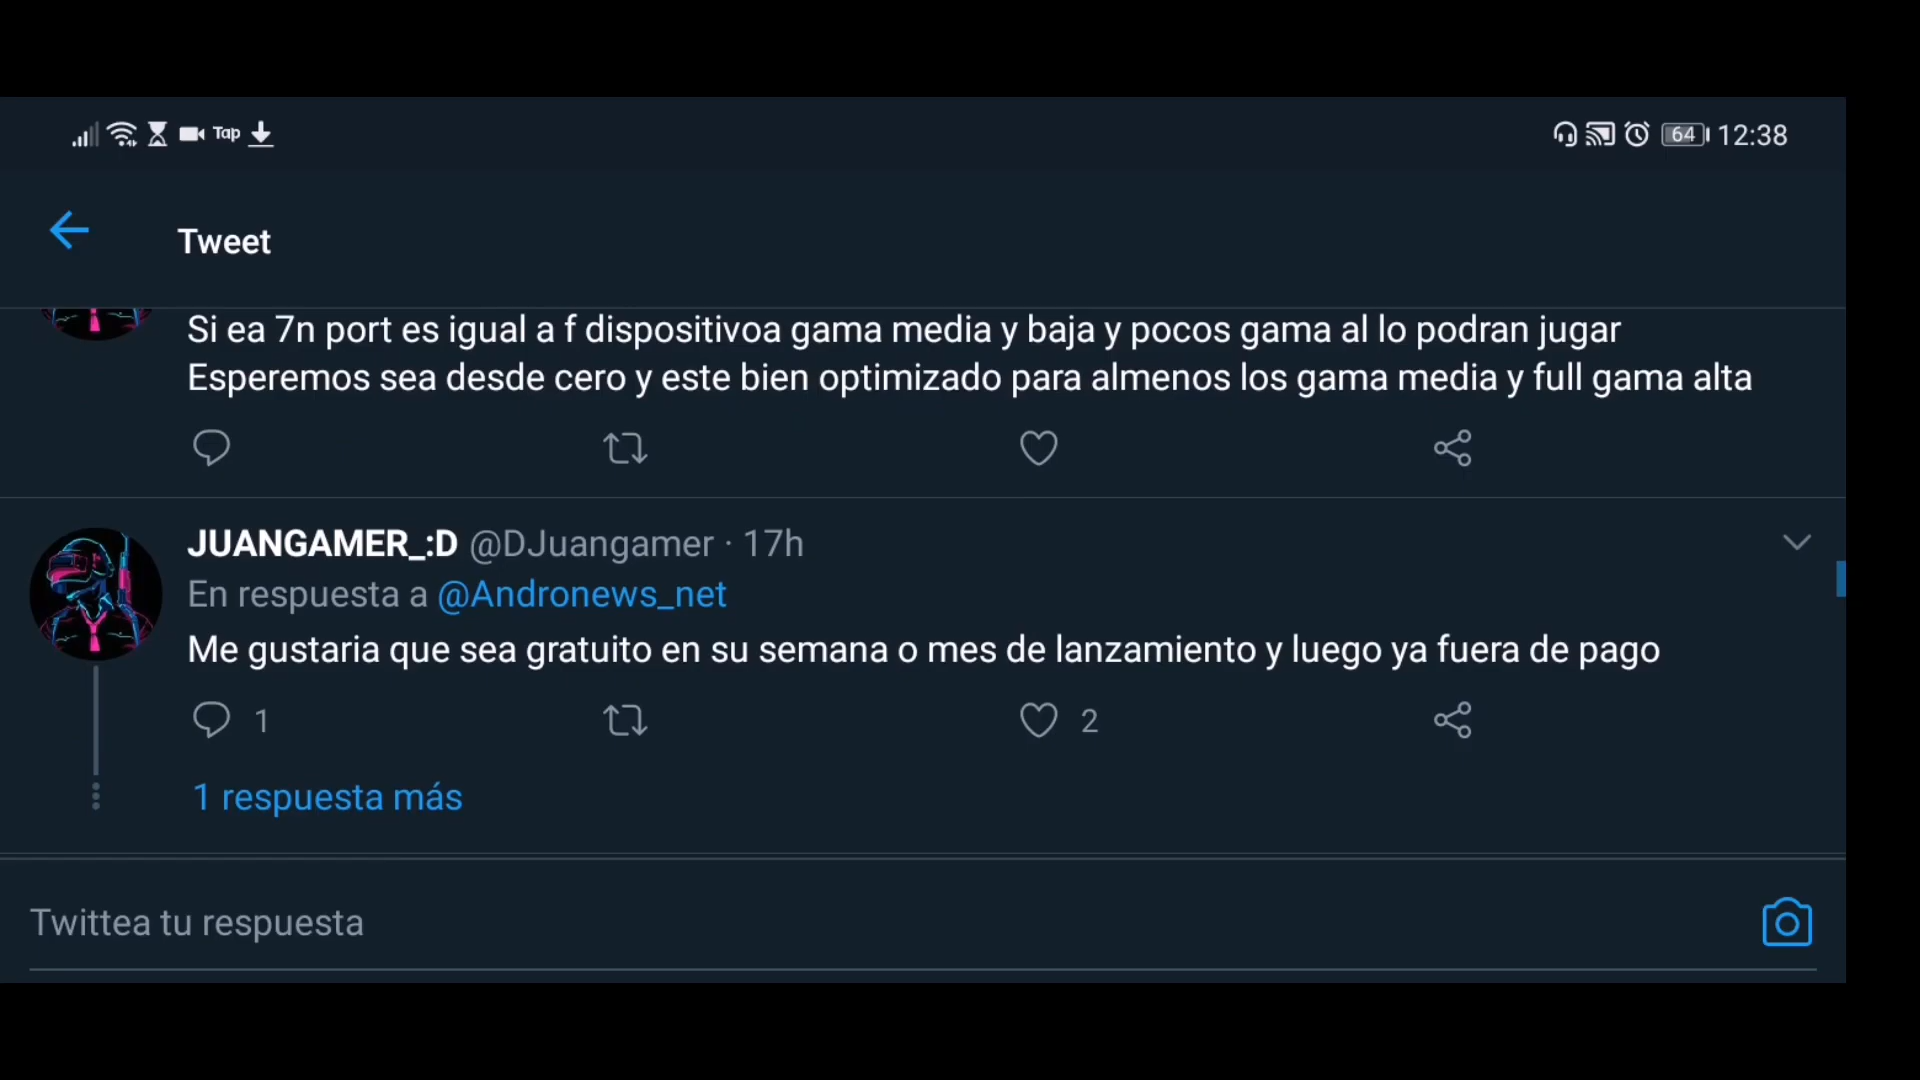 Tap
64 12:38
Tweet
Si ea 7n port es igual a f dispositivoa gama media y baja y pocos gama al lo podran jugar
Esperemos sea desde cero y este bien optimizado para almenos los gama media y full gama alta
JUANGAMER_:D @DJuangamer · 17h
En respuesta a @Andronews_net
Me gustaria que sea gratuito en su semana o mes de lanzamiento y luego ya fuera de pago
1 2
1 respuesta más
Twittea tu respuesta